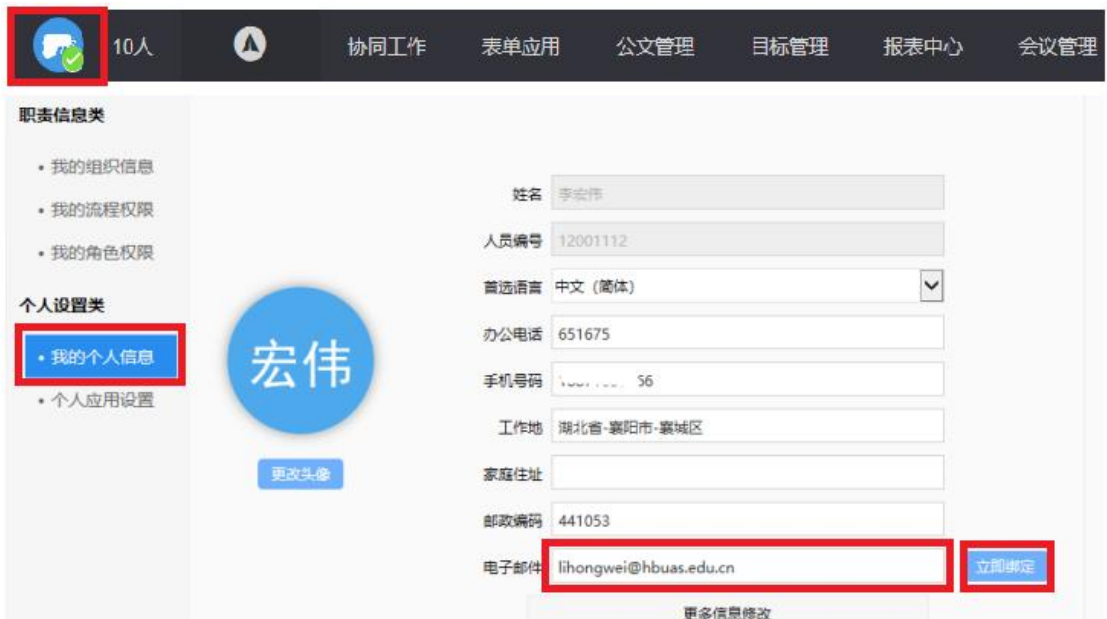 10人 协同工作 表单应用 公文管理 目标管理 报表中心 会议管理
职责信息类
• 我的组织信息
• 我的流程权限
• 我的角色权限
个人设置类
• 我的个人信息
• 个人应用设置
宏伟
更改头像
姓名 李宏伟
人员编号 12001112
首选语言 中文（简体）
办公电话 651675
手机号码 56
工作地 湖北省-襄阳市-襄城区
家庭住址
邮政编码 441053
电子邮件 lihongwei@hbuas.edu.cn 立即绑定
更多信息修改